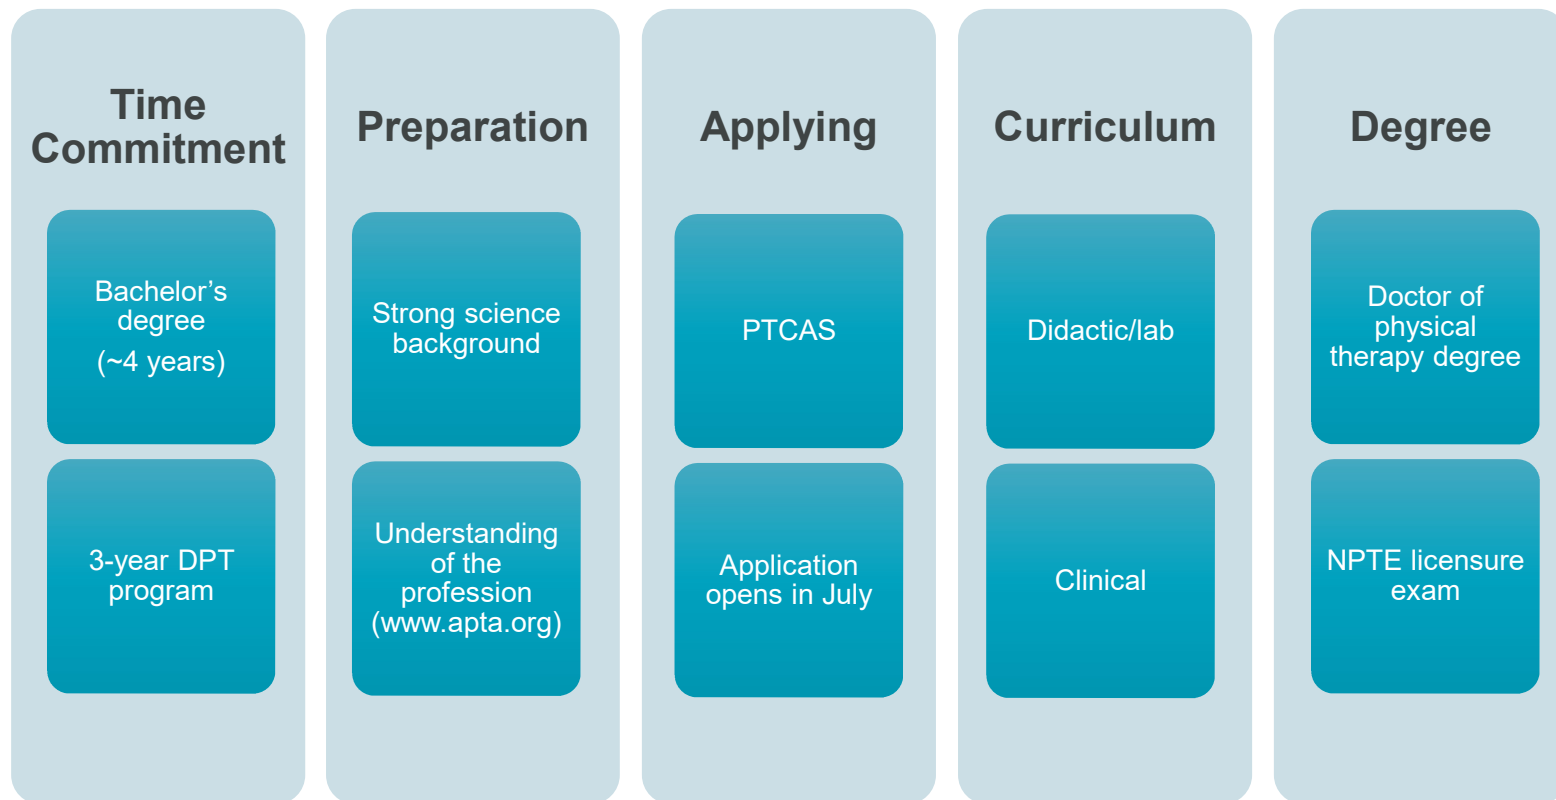 Time
Commitment
Bachelor’s
degree
(~4 years)
3-year DPT
program
Preparation
Strong science
background
Understanding
of the
profession
(www.apta.org)
Applying
PTCAS
Application
opens in July
Curriculum
Didactic/lab
Clinical
Degree
Doctor of
physical
therapy degree
NPTE licensure
exam